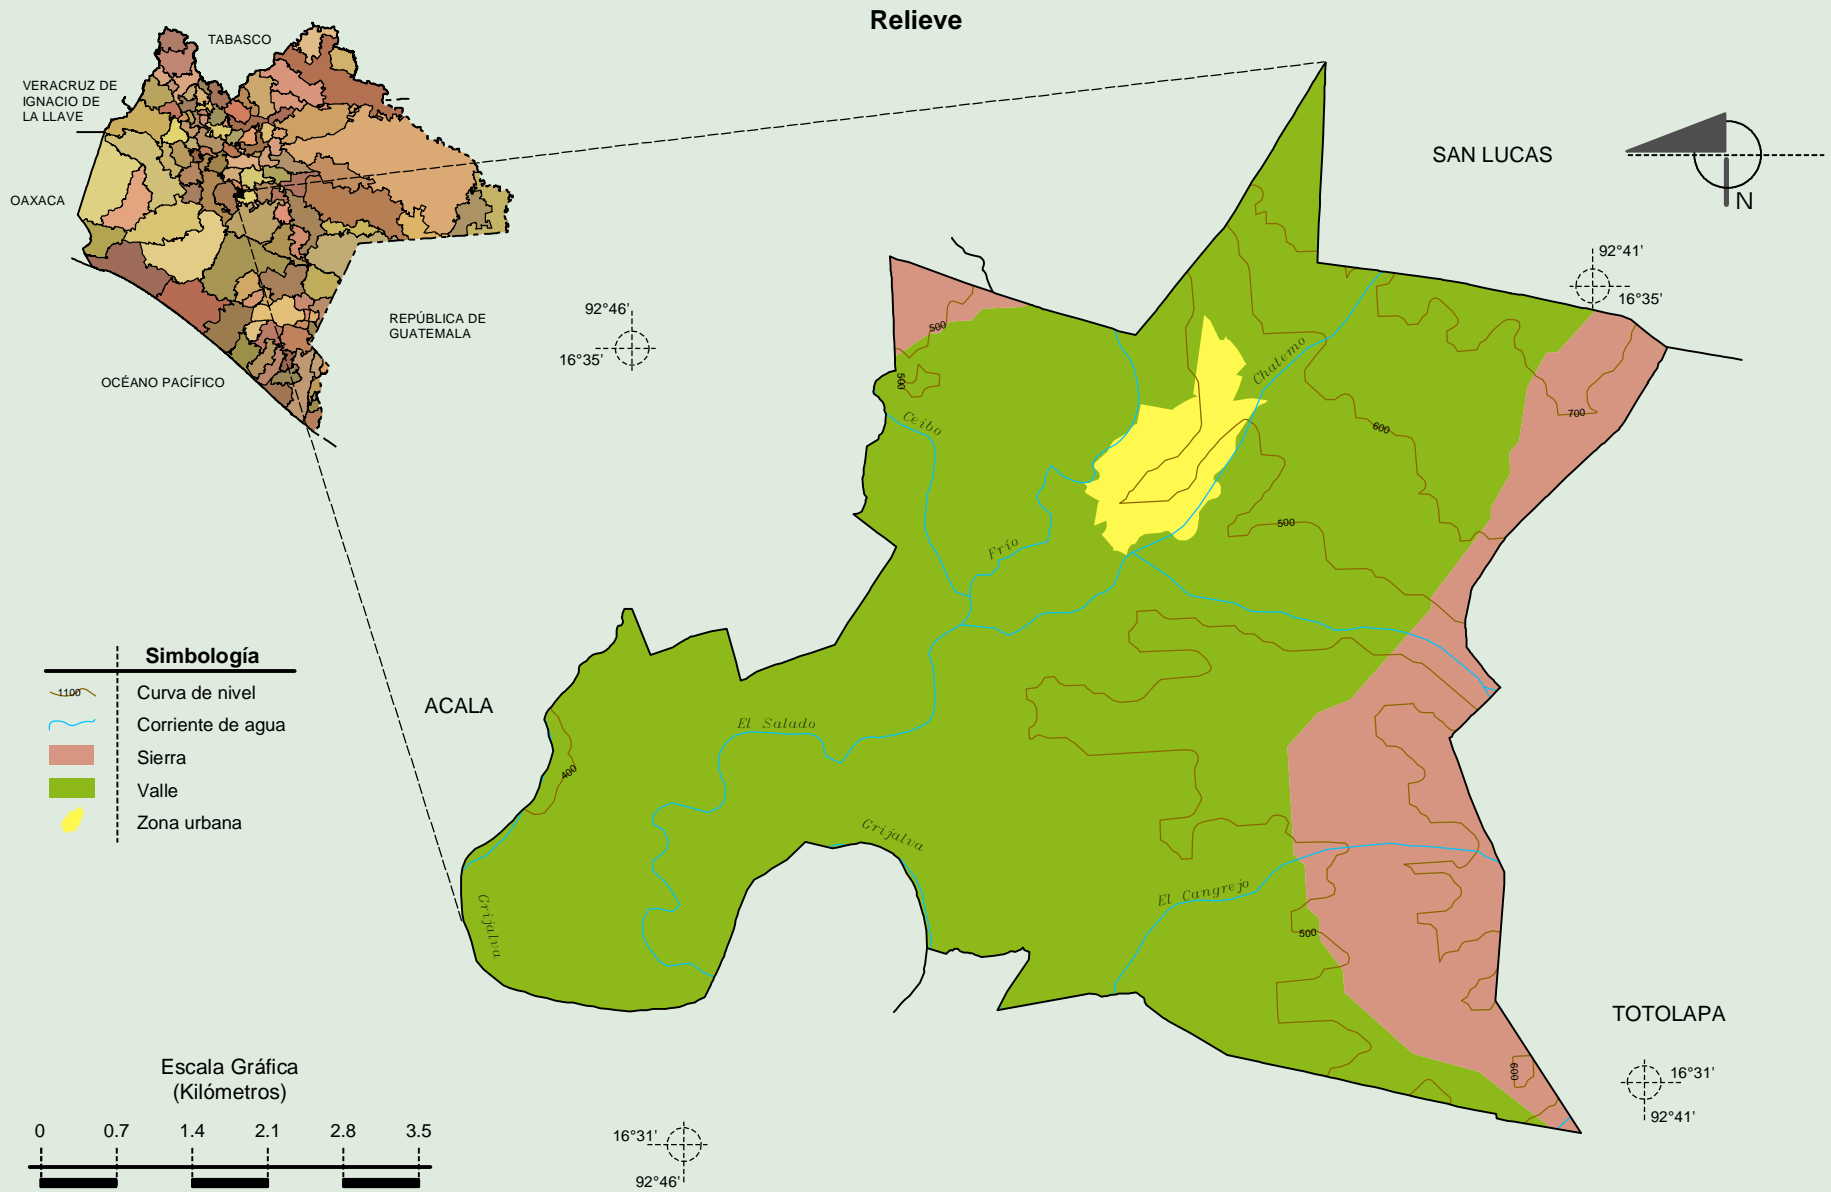 Relieve
TABASCO
VERACRUZ DE
IGNACIO DE
LA LLAVE
OAXACA
REPÚBLICA DE
GUATEMALA
OCÉANO PACÍFICO
SAN LUCAS
N
92°41'
16°35'
92°46'
16°35'
500
500
Ceibo
Chatemo
700
600
500
Frío
Simbología
1100
Curva de nivel
Corriente de agua
Sierra
Valle
Zona urbana
ACALA
El Salado
400
Grijalva
Grijalva
El Cangrejo
500
TOTOLAPA
600
16°31'
92°41'
Escala Gráfica
(Kilómetros)
0 0.7 1.4 2.1 2.8 3.5
16°31'
92°46'